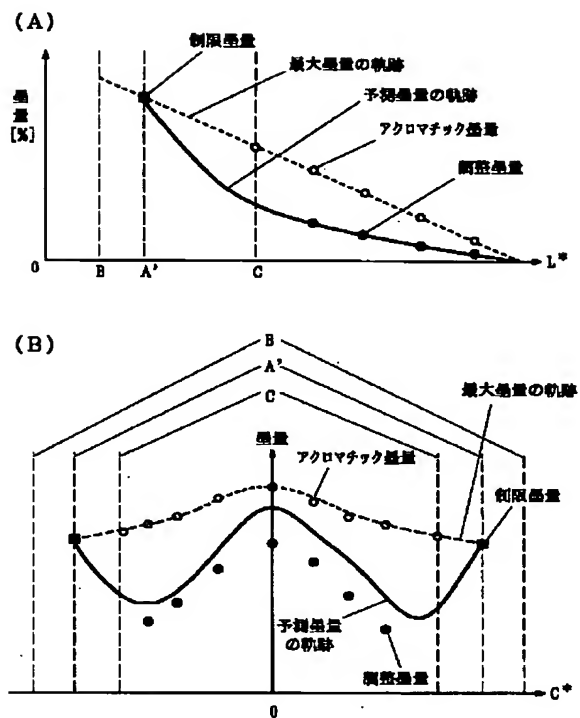 (A)
制限墨量
最大墨量の軌跡
予測墨量の軌跡
アクロマチック墨量
調整墨量
墨
量
[%]
0
B
A'
C
L*
(B)
B
A'
C
最大墨量の軌跡
墨量
アクロマチック墨量
制限墨量
予測墨量
の軌跡
調整墨量
0
C*